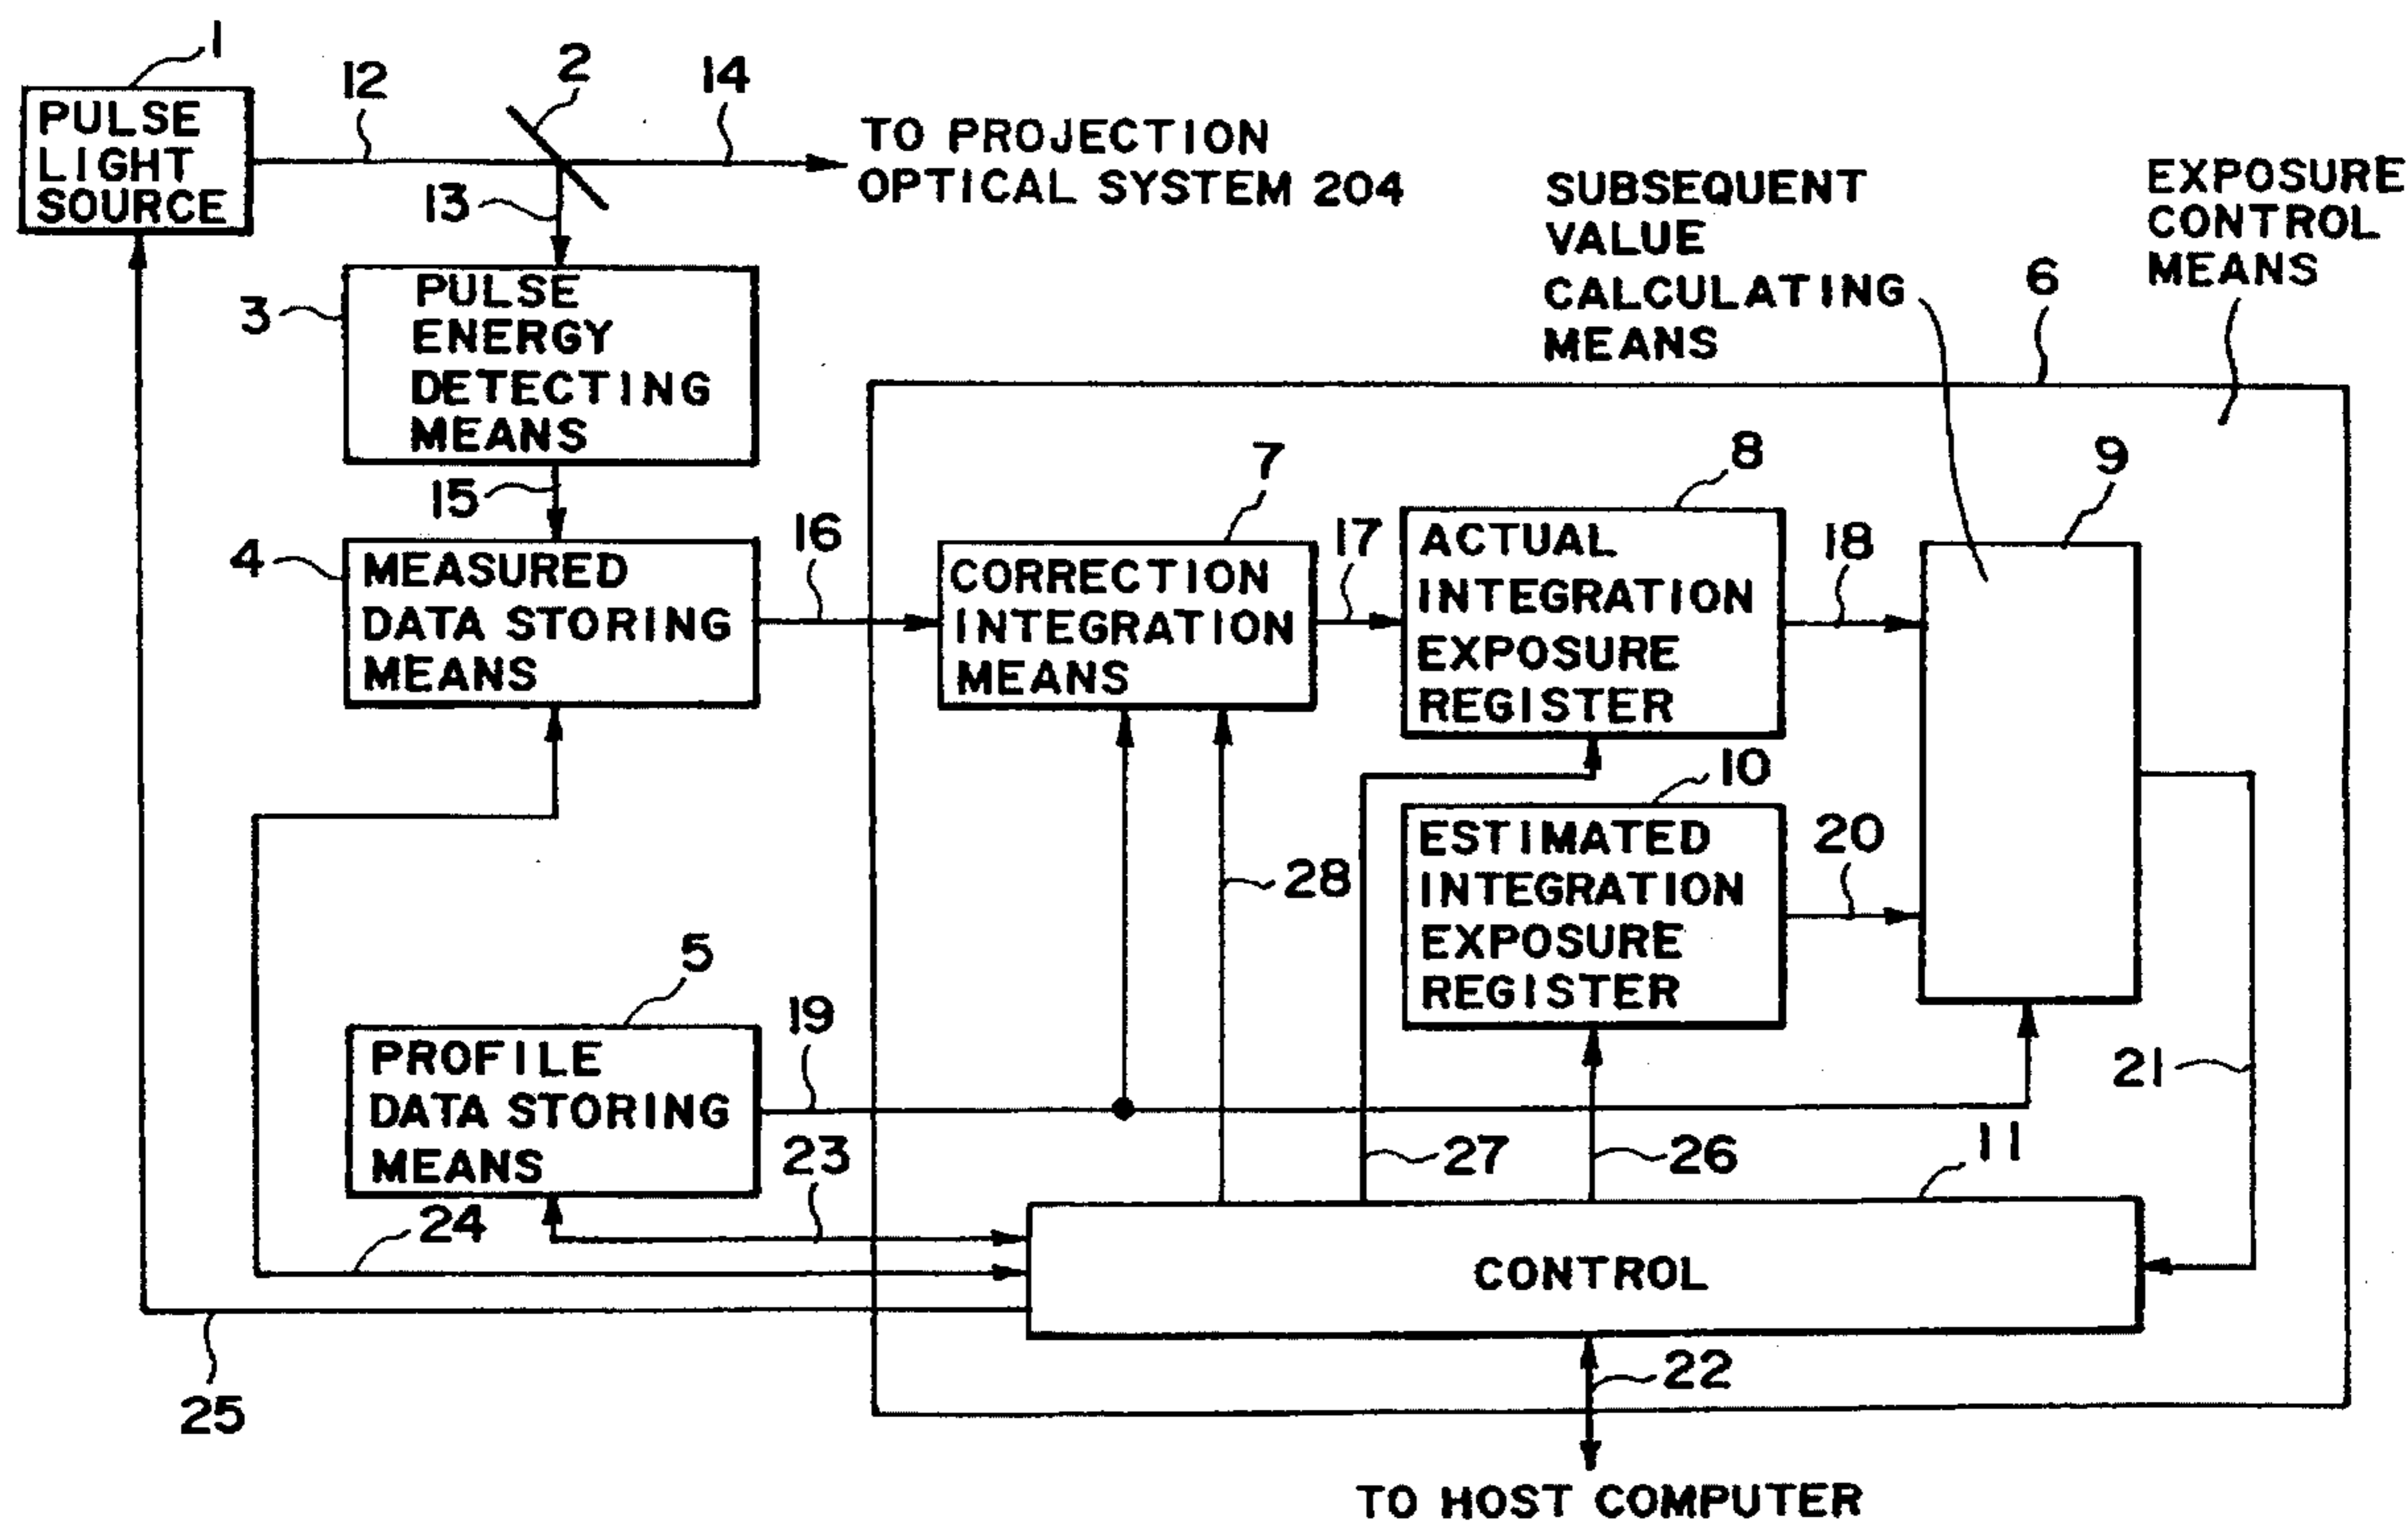 1
12
2
14
PULSE
LIGHT
SOURCE
TO PROJECTION
OPTICAL SYSTEM 204
13
SUBSEQUENT
VALUE
CALCULATING
MEANS
EXPOSURE
CONTROL
MEANS
6
3
PULSE
ENERGY
DETECTING
MEANS
15
4
MEASURED
DATA STORING
MEANS
16
7
CORRECTION
INTEGRATION
MEANS
17
8
ACTUAL
INTEGRATION
EXPOSURE
REGISTER
18
9
10
ESTIMATED
INTEGRATION
EXPOSURE
REGISTER
20
28
5
PROFILE
DATA STORING
MEANS
19
23
24
27
26
11
21
CONTROL
25
22
TO HOST COMPUTER